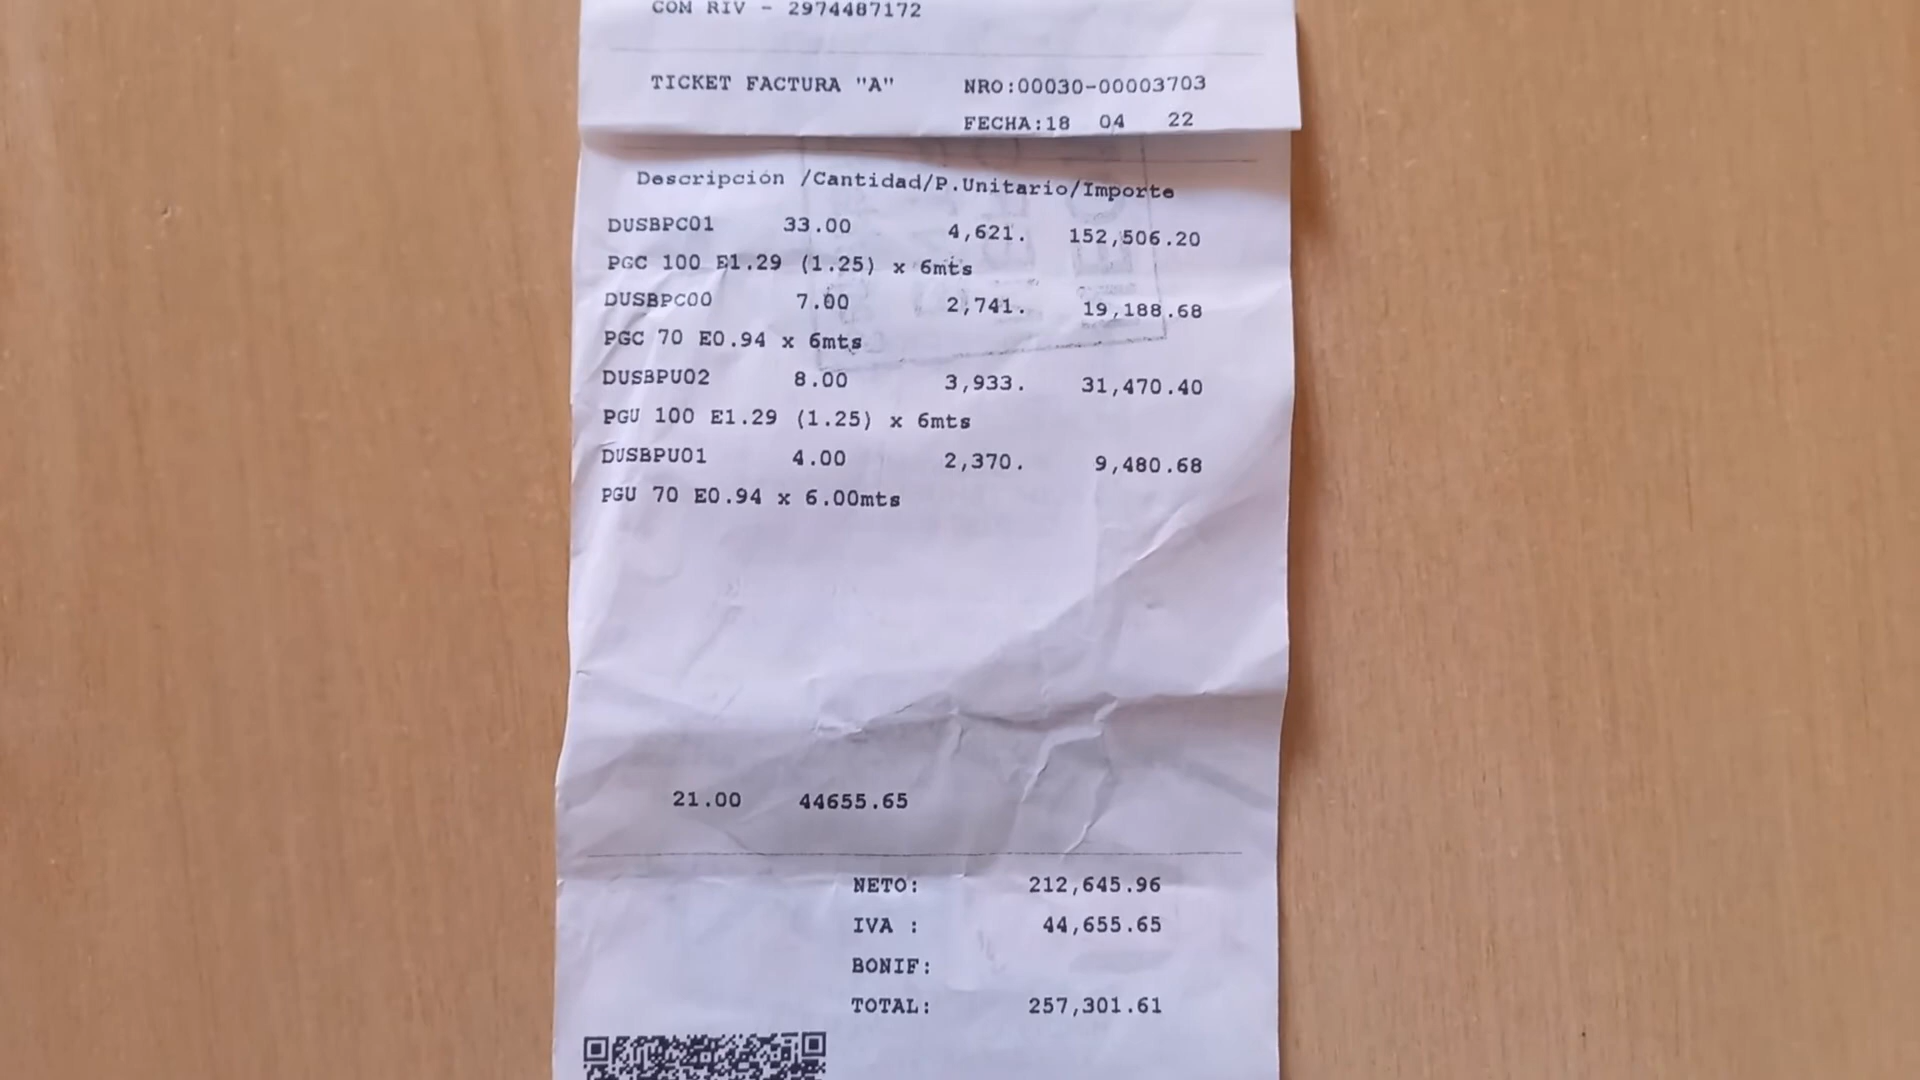 COM RIV - 2974487172
TICKET FACTURA "A" NRO:00030-00003703
FECHA:18 04 22
Descripción /Cantidad/P.Unitario/Importe
DUSBPC01 33.00 4,621. 152,506.20
PGC 100 E1.29 (1.25) x 6mts
DUSBPC00 7.00 2,741. 19,188.68
PGC 70 E0.94 x 6mts
DUSBPU02 8.00 3,933. 31,470.40
PGU 100 E1.29 (1.25) x 6mts
DUSBPU01 4.00 2,370. 9,480.68
PGU 70 E0.94 x 6.00mts
21.00 44655.65
NETO: 212,645.96
IVA : 44,655.65
BONIF:
TOTAL: 257,301.61